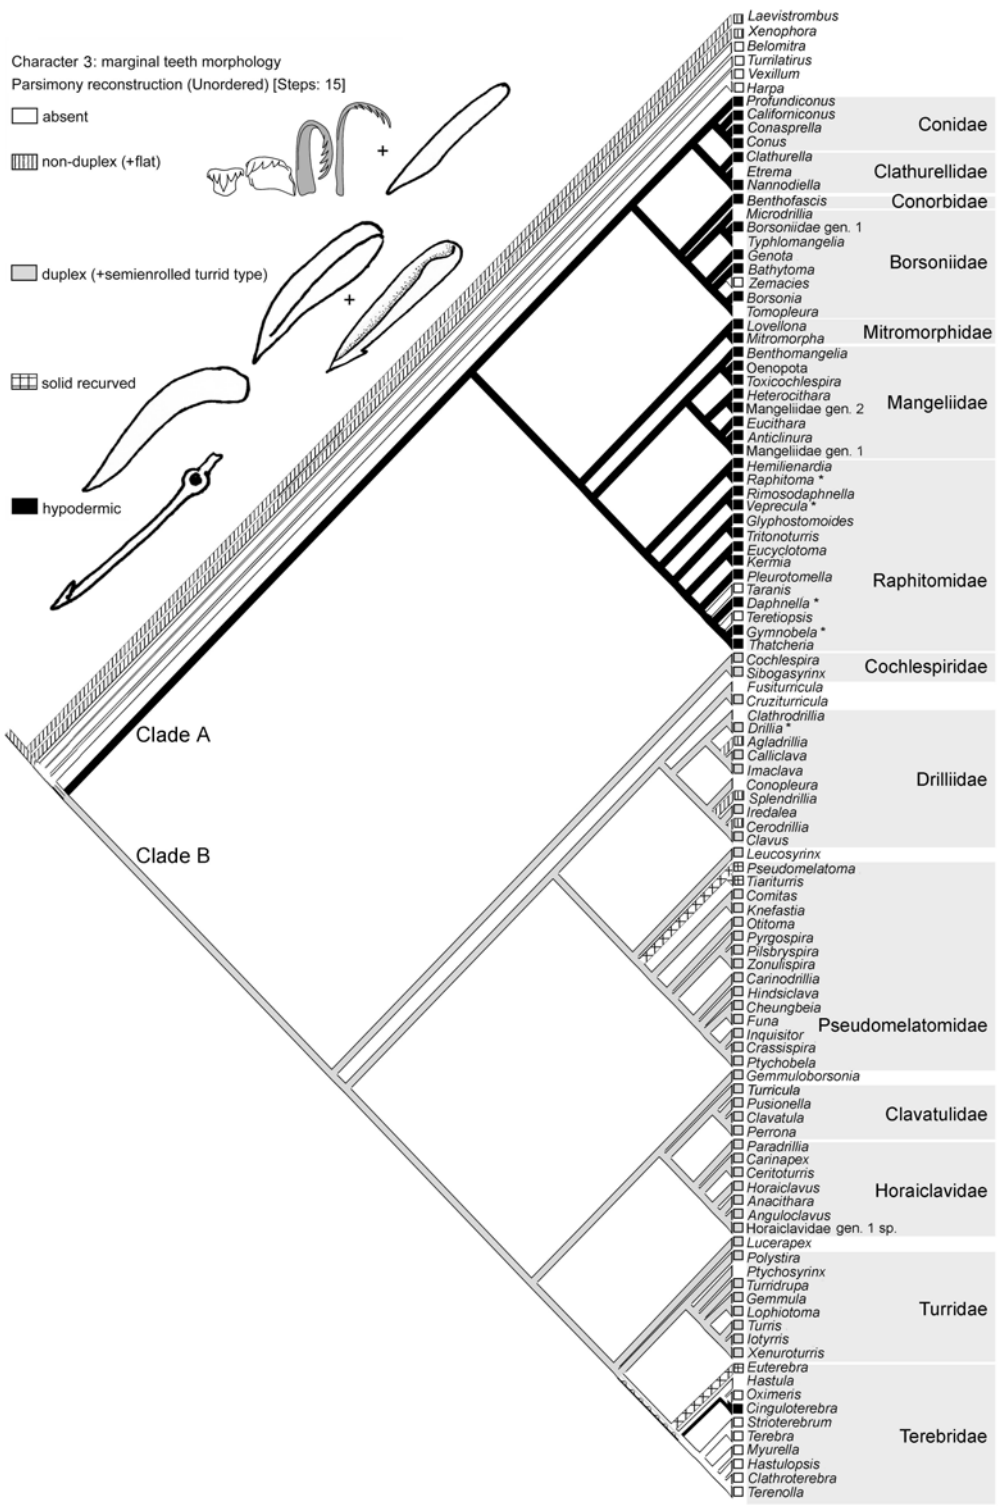 Character 3: marginal teeth morphology
Parsimony reconstruction (Unordered) [Steps: 15]
absent
non-duplex (+flat)
+
duplex (+semienrolled turrid type)
+
solid recurved
hypodermic
Clade A
Clade B
Laevistrombus
Xenophora
Belomitra
Turrilatirus
Vexillum
Harpa
Profundiconus
Californiconus
Conasprella
Conus
Conidae
Clathurella
Etrema
Nannodiella
Clathurellidae
Benthofascis
Conorbidae
Microdrillia
Borsoniidae gen. 1
Typhlomangelia
Genota
Bathytoma
Zemacies
Borsonia
Tomopleura
Borsoniidae
Lovellona
Mitromorpha
Mitromorphidae
Benthomangelia
Oenopota
Toxicochlespira
Heterocithara
Mangeliidae gen. 2
Eucithara
Anticlinura
Mangeliidae gen. 1
Mangeliidae
Hemilienardia
Raphitoma *
Rimosodaphnella
Veprecula *
Glyphostomoides
Tritonoturris
Eucyclotoma
Kermia
Pleurotomella
Taranis
Daphnella *
Teretiopsis
Gymnobela *
Thatcheria
Raphitomidae
Cochlespira
Sibogasyrinx
Cochlespiridae
Fusiturricula
Cruziturricula
Clathrodrillia
Drillia *
Agladrillia
Calliclava
Imaclava
Conopleura
Splendrillia
Iredalea
Cerodrillia
Clavus
Drilliidae
Leucosyrinx
Pseudomelatoma
Tiariturris
Comitas
Knefastia
Otitoma
Pyrgospira
Pilsbryspira
Zonulispira
Carinodrillia
Hindsiclava
Cheungbeia
Funa
Inquisitor
Crassispira
Ptychobela
Pseudomelatomidae
Gemmuloborsonia
Turricula
Pusionella
Clavatula
Perrona
Clavatulidae
Paradrillia
Carinapex
Ceritoturris
Horaiclavus
Anacithara
Anguloclavus
Horaiclavidae gen. 1 sp.
Horaiclavidae
Lucerapex
Polystira
Ptychosyrinx
Turridrupa
Gemmula
Lophiotoma
Turris
Iotyrris
Xenuroturris
Turridae
Euterebra
Hastula
Oximeris
Cinguloterebra
Strioterebrum
Terebra
Myurella
Hastulopsis
Clathroterebra
Terenolla
Terebridae